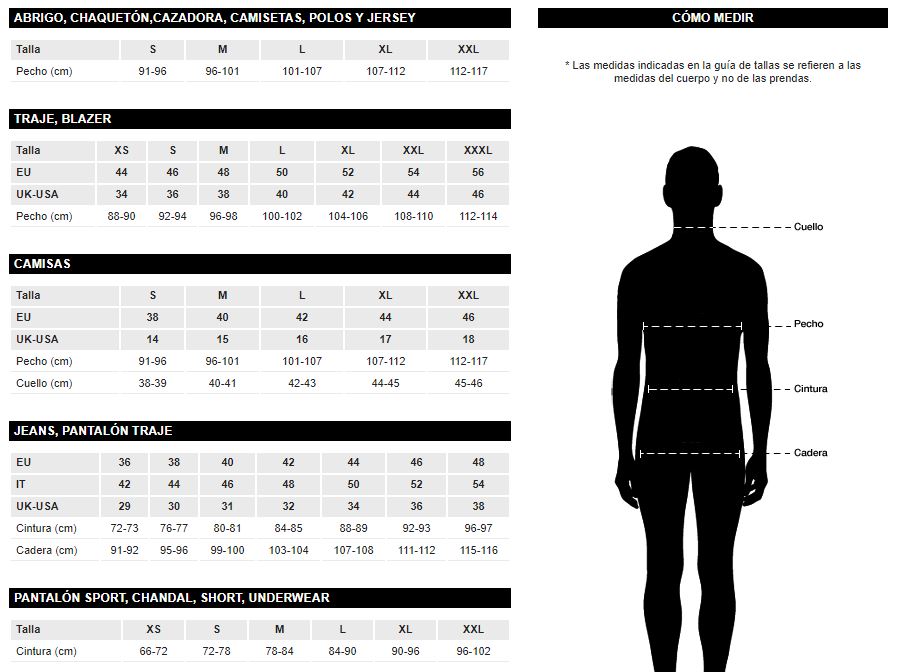 ABRIGO, CHAQUETÓN,CAZADORA, CAMISETAS, POLOS Y JERSEY
Talla S M L XL XXL
Pecho (cm) 91-96 96-101 101-107 107-112 112-117
TRAJE, BLAZER
Talla XS S M L XL XXL XXXL
EU 44 46 48 50 52 54 56
UK-USA 34 36 38 40 42 44 46
Pecho (cm) 88-90 92-94 96-98 100-102 104-106 108-110 112-114
CAMISAS
Talla S M L XL XXL
EU 38 40 42 44 46
UK-USA 14 15 16 17 18
Pecho (cm) 91-96 96-101 101-107 107-112 112-117
Cuello (cm) 38-39 40-41 42-43 44-45 45-46
JEANS, PANTALÓN TRAJE
EU 36 38 40 42 44 46 48
IT 42 44 46 48 50 52 54
UK-USA 29 30 31 32 34 36 38
Cintura (cm) 72-73 76-77 80-81 84-85 88-89 92-93 96-97
Cadera (cm) 91-92 95-96 99-100 103-104 107-108 111-112 115-116
PANTALÓN SPORT, CHANDAL, SHORT, UNDERWEAR
Talla XS S M L XL XXL
Cintura (cm) 66-72 72-78 78-84 84-90 90-96 96-102
CÓMO MEDIR
* Las medidas indicadas en la guía de tallas se refieren a las
medidas del cuerpo y no de las prendas.
Cuello
Pecho
Cintura
Cadera